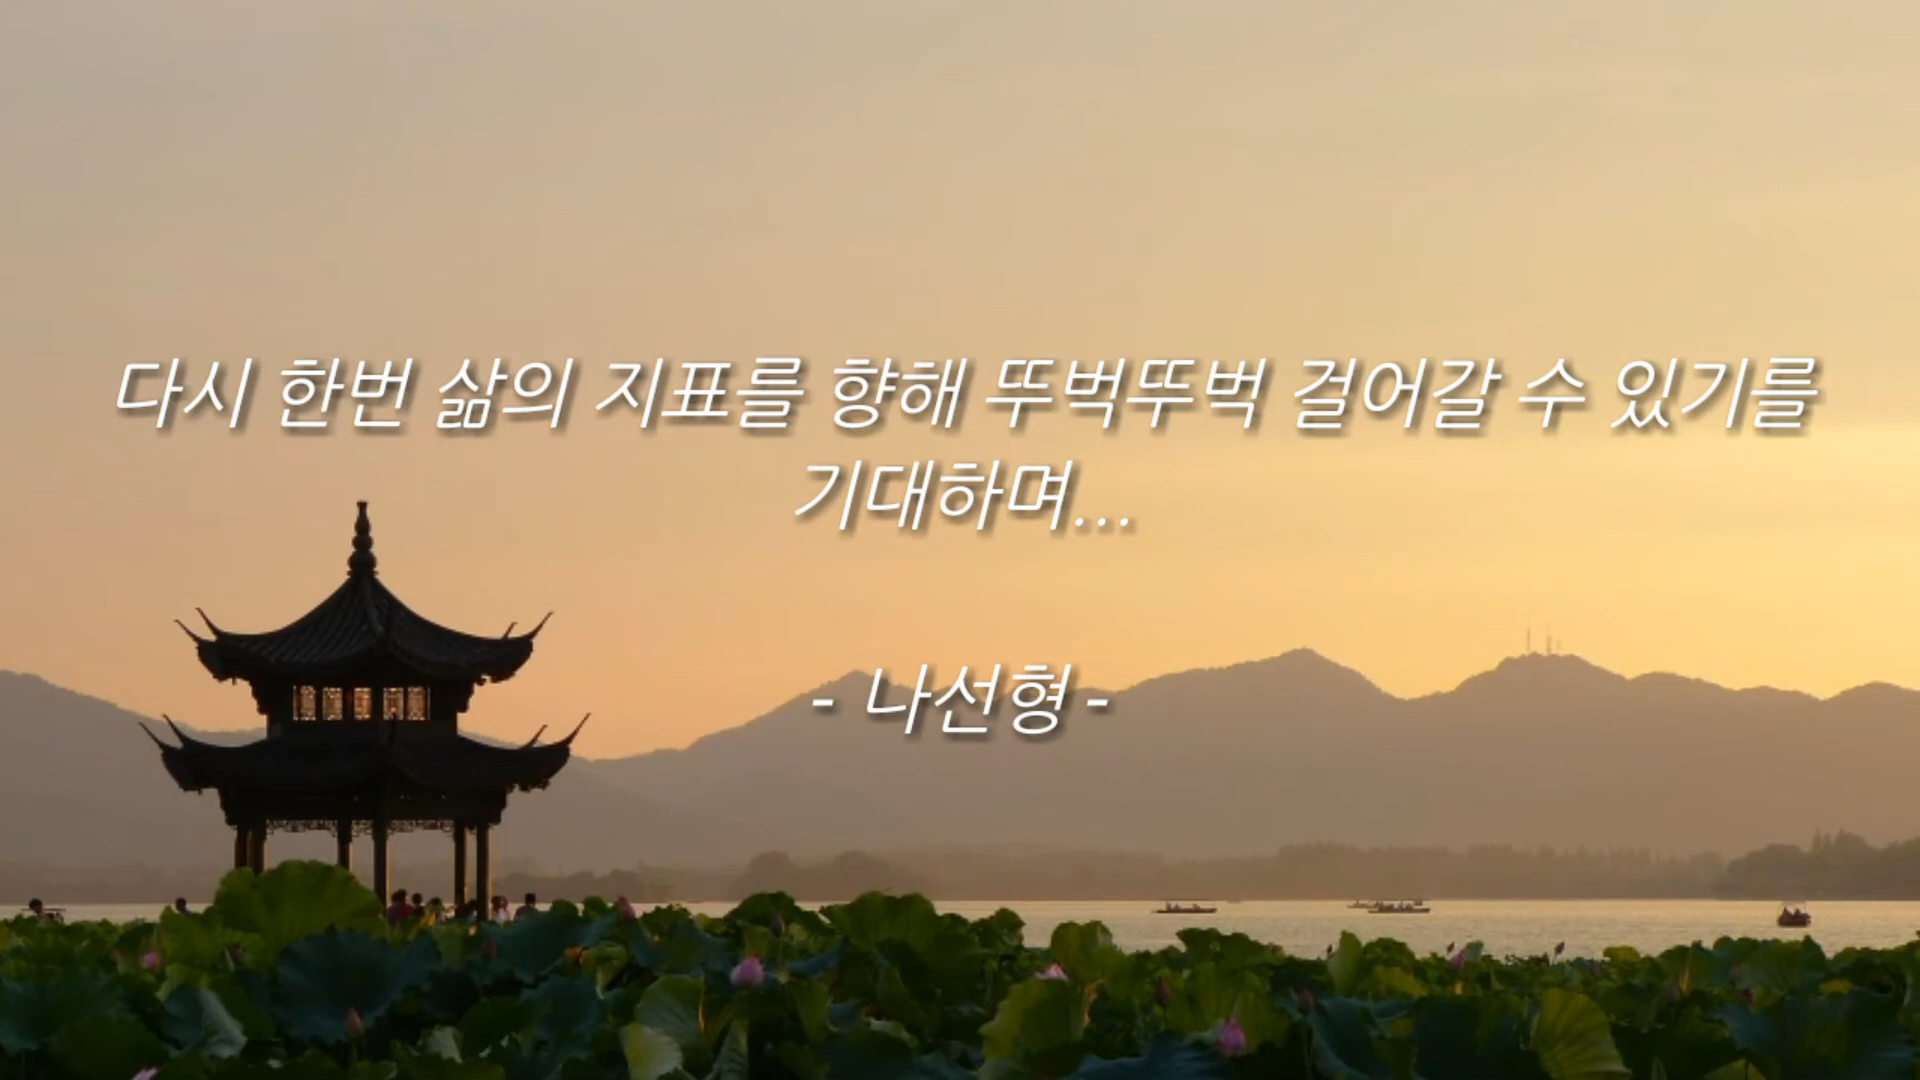 다시 한번 삶의 지표를 향해 뚜벅뚜벅 걸어갈 수 있기를
기대하며...
- 나선형 -